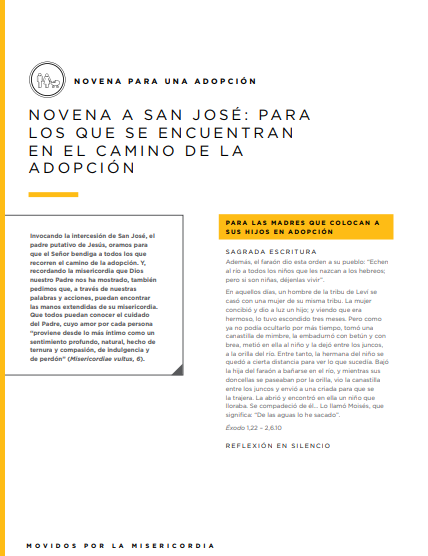 NOVENA PARA UNA ADOPCIÓN
NOVENA A SAN JOSÉ: PARA
LOS QUE SE ENCUENTRAN
EN EL CAMINO DE LA
ADOPCIÓN
Invocando la intercesión de San José, el
padre putativo de Jesús, oramos para
que el Señor bendiga a todos los que
recorren el camino de la adopción. Y,
recordando la misericordia que Dios
nuestro Padre nos ha mostrado, también
pedimos que, a través de nuestras
palabras y acciones, puedan encontrar
las manos extendidas de su misericordia.
Que todos puedan conocer el cuidado
del Padre, cuyo amor por cada persona
“proviene desde lo más íntimo como un
sentimiento profundo, natural, hecho de
ternura y compasión, de indulgencia y
de perdón” (Misericordiae vultus, 6).
PARA LAS MADRES QUE COLOCAN A
SUS HIJOS EN ADOPCIÓN
SAGRADA ESCRITURA
Además, el faraón dio esta orden a su pueblo: “Echen
al río a todos los niños que les nazcan a los hebreos;
pero si son niñas, déjenlas vivir”.
En aquellos días, un hombre de la tribu de Leví se
casó con una mujer de su misma tribu. La mujer
concibió y dio a luz un hijo; y viendo que era
hermoso, lo tuvo escondido tres meses. Pero como
ya no podía ocultarlo por más tiempo, tomó una
canastilla de mimbre, la embadurnó con betún y con
brea, metió en ella al niño y la dejó entre los juncos,
a la orilla del río. Entre tanto, la hermana del niño se
quedó a cierta distancia para ver lo que sucedía. Bajó
la hija del faraón a bañarse en el río, y mientras sus
doncellas se paseaban por la orilla, vio la canastilla
entre los juncos y envió a una criada para que se
la trajera. La abrió y encontró en ella un niño que
lloraba. Se compadeció de él... Lo llamó Moisés, que
significa: “De las aguas lo he sacado”.
Éxodo 1,22 – 2,6.10
REFLEXIÓN EN SILENCIO
MOVIDOS POR LA MISERICORDIA